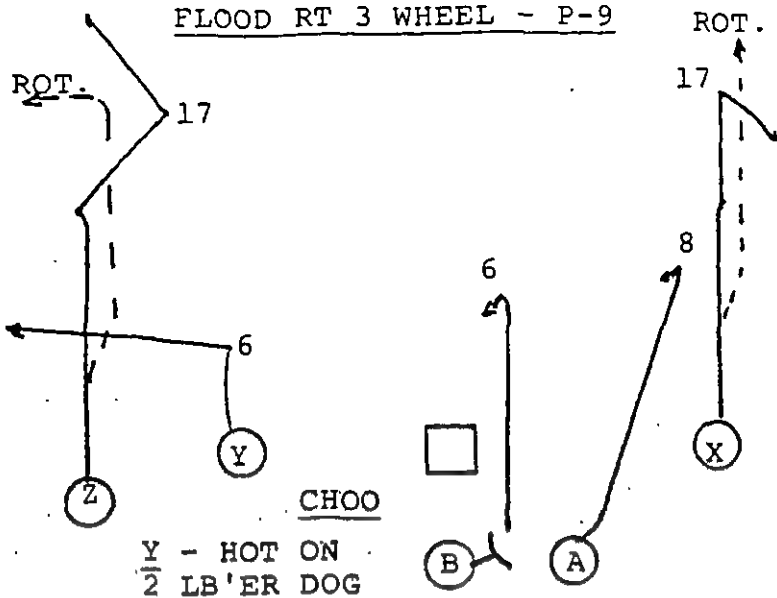 FLOOD RT 3 WHEEL - P-9
ROT.
ROT.
17
17
8
6
6
Y
X
Z
CHOO
Y - HOT ON
2 LB'ER DOG
B
A